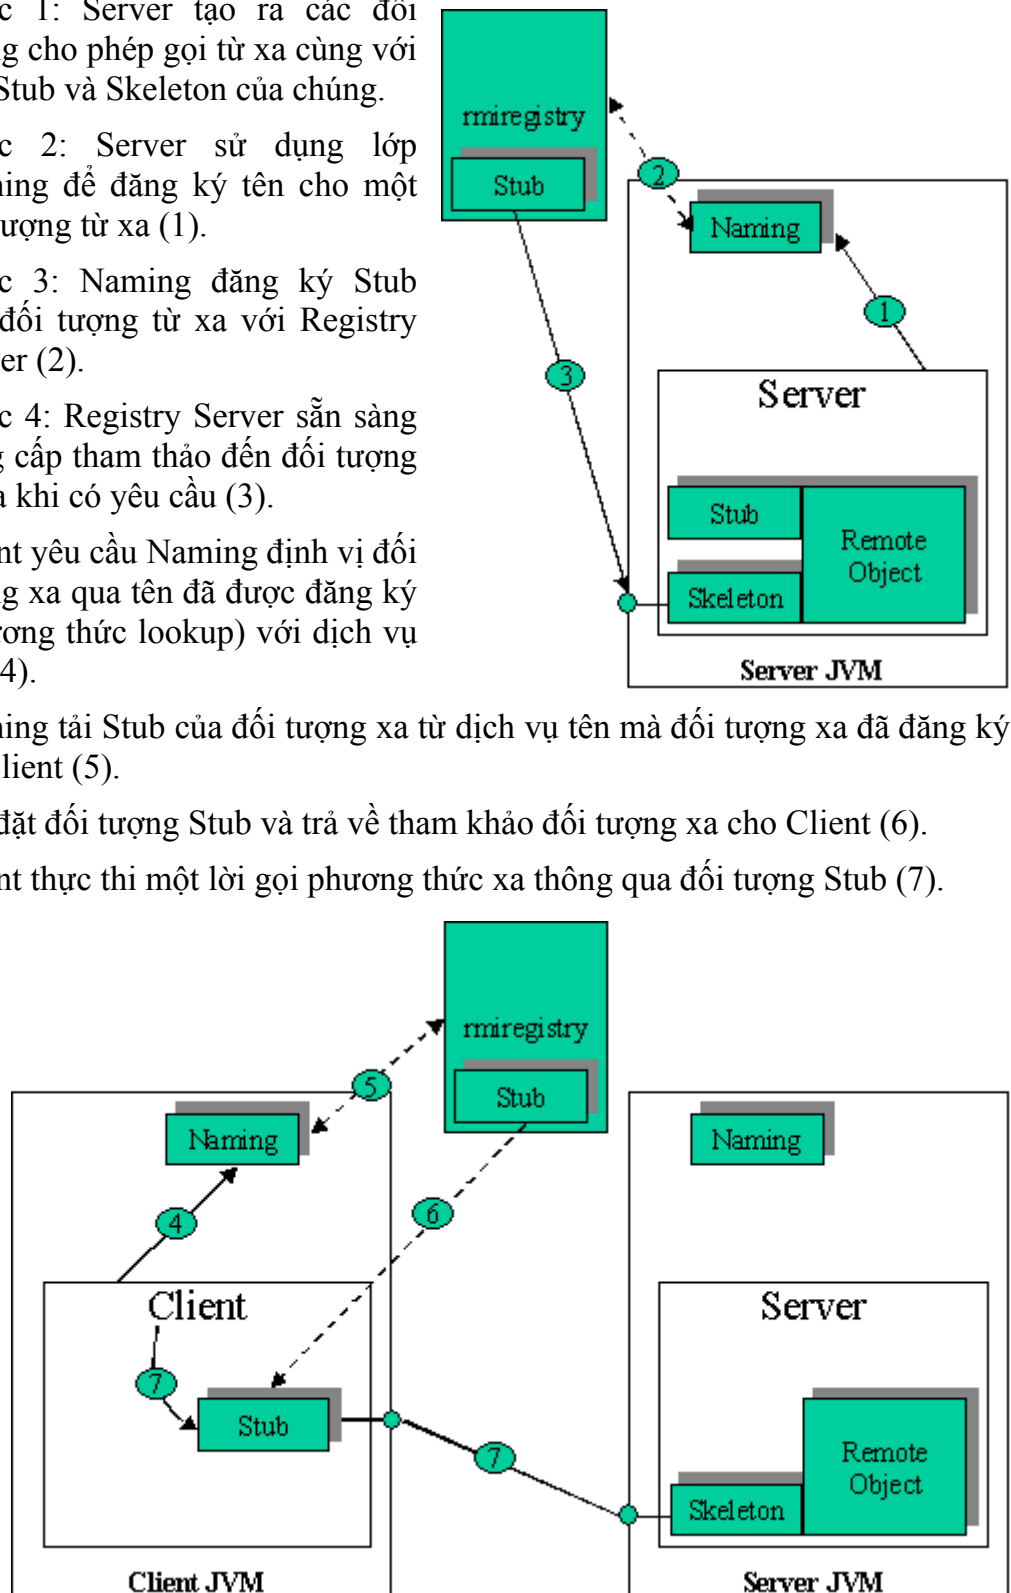 c 1: Server tạo ra các đối
g cho phép gọi từ xa cùng với
Stub và Skeleton của chúng.
c 2: Server sử dụng lớp
ning để đăng ký tên cho một
ượng từ xa (1).
c 3: Naming đăng ký Stub
đối tượng từ xa với Registry
er (2).
c 4: Registry Server sẵn sàng
g cấp tham thảo đến đối tượng
a khi có yêu cầu (3).
nt yêu cầu Naming định vị đối
ng xa qua tên đã được đăng ký
ương thức lookup) với dịch vụ
4).
ning tải Stub của đối tượng xa từ dịch vụ tên mà đối tượng xa đã đăng ký
lient (5).
đặt đối tượng Stub và trả về tham khảo đối tượng xa cho Client (6).
nt thực thi một lời gọi phương thức xa thông qua đối tượng Stub (7).
rmiregistry
Stub
2
Naming
1
3
Server
Stub
Remote
Object
Skeleton
Server JVM
rmiregistry
Stub
5
Naming
Naming
4
6
Client
Server
7
Stub
7
Remote
Object
Skeleton
Client JVM
Server JVM